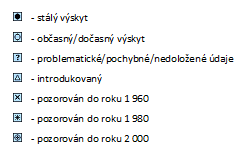 - stálý výskyt
- občasný/dočasný výskyt
? - problematické/pochybné/nedoložené údaje
- introdukovaný
- pozorován do roku 1 960
- pozorován do roku 1 980
- pozorován do roku 2 000